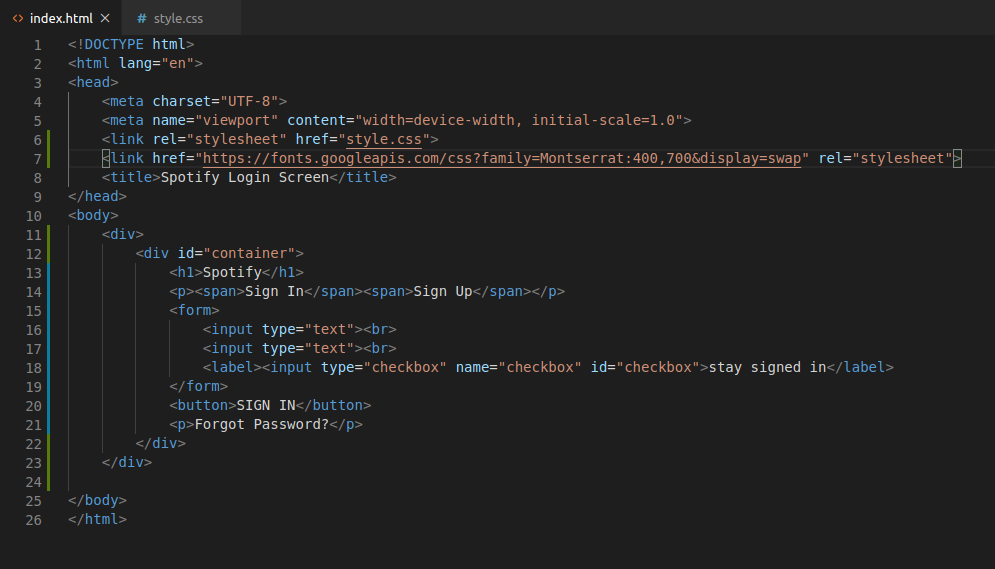 <> index.html × # style.css
1 <!DOCTYPE html>
2 <html lang="en">
3 <head>
4     <meta charset="UTF-8">
5     <meta name="viewport" content="width=device-width, initial-scale=1.0">
6     <link rel="stylesheet" href="style.css">
7     <link href="https://fonts.googleapis.com/css?family=Montserrat:400,700&display=swap" rel="stylesheet">
8     <title>Spotify Login Screen</title>
9 </head>
10 <body>
11     <div>
12         <div id="container">
13             <h1>Spotify</h1>
14             <p><span>Sign In</span><span>Sign Up</span></p>
15             <form>
16                 <input type="text"><br>
17                 <input type="text"><br>
18                 <label><input type="checkbox" name="checkbox" id="checkbox">stay signed in</label>
19             </form>
20             <button>SIGN IN</button>
21             <p>Forgot Password?</p>
22         </div>
23     </div>
24
25 </body>
26 </html>